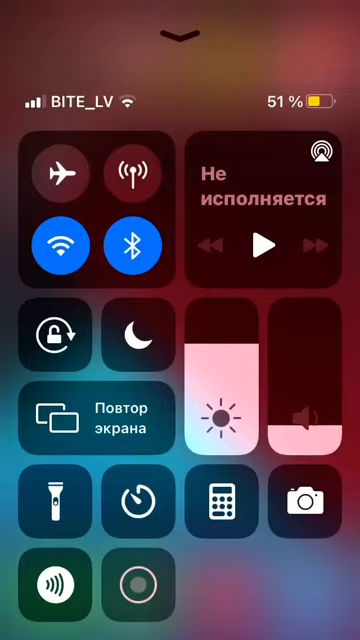 BITE_LV
51 %
Не
исполняется
Повтор
экрана